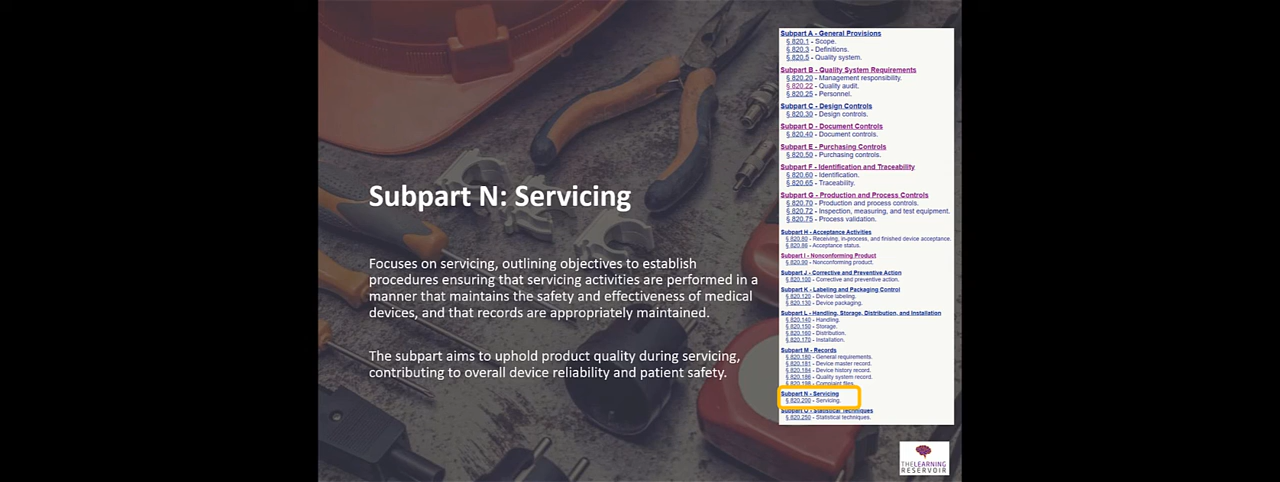 Subpart N: Servicing
Focuses on servicing, outlining objectives to establish
procedures ensuring that servicing activities are performed in a
manner that maintains the safety and effectiveness of medical
devices, and that records are appropriately maintained.
The subpart aims to uphold product quality during servicing,
contributing to overall device reliability and patient safety.
Subpart A - General Provisions
§ 820.1 - Scope.
§ 820.3 - Definitions.
§ 820.5 - Quality system.
Subpart B - Quality System Requirements
§ 820.20 - Management responsibility.
§ 820.22 - Quality audit.
§ 820.25 - Personnel.
Subpart C - Design Controls
§ 820.30 - Design controls.
Subpart D - Document Controls
§ 820.40 - Document controls.
Subpart E - Purchasing Controls
§ 820.50 - Purchasing controls.
Subpart F - Identification and Traceability
§ 820.60 - Identification.
§ 820.65 - Traceability.
Subpart G - Production and Process Controls
§ 820.70 - Production and process controls.
§ 820.72 - Inspection, measuring, and test equipment.
§ 820.75 - Process validation.
Subpart H - Acceptance Activities
§ 820.80 - Receiving, in-process, and finished device acceptance.
§ 820.86 - Acceptance status.
Subpart I - Nonconforming Product
§ 820.90 - Nonconforming product.
Subpart J - Corrective and Preventive Action
§ 820.100 - Corrective and preventive action.
Subpart K - Labeling and Packaging Control
§ 820.120 - Device labeling.
§ 820.130 - Device packaging.
Subpart L - Handling, Storage, Distribution, and Installation
§ 820.140 - Handling.
§ 820.150 - Storage.
§ 820.160 - Distribution.
§ 820.170 - Installation.
Subpart M - Records
§ 820.180 - General requirements.
§ 820.181 - Device master record.
§ 820.184 - Device history record.
§ 820.186 - Quality system record.
§ 820.198 - Complaint files.
Subpart N - Servicing
§ 820.200 - Servicing.
Subpart O - Statistical Techniques
§ 820.250 - Statistical techniques.
THELEARNING
RESERVOIR